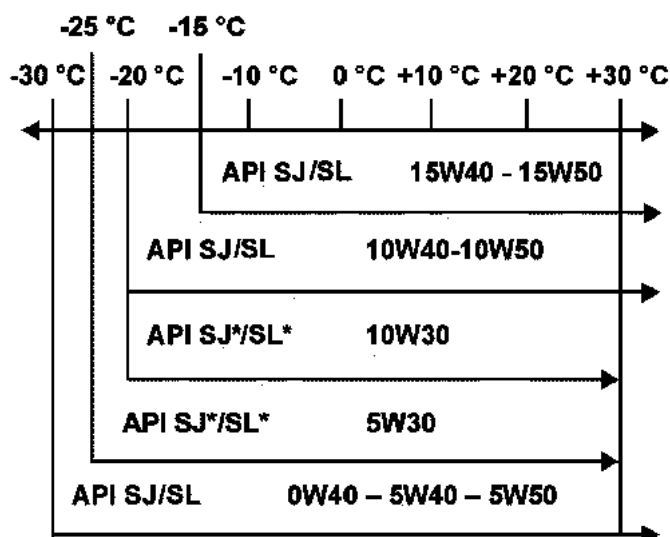 -25 °C -15 °C
-30 °C -20 °C -10 °C 0 °C +10 °C +20 °C +30 °C
API SJ/SL 15W40 - 15W50
API SJ/SL 10W40-10W50
API SJ*/SL* 10W30
API SJ*/SL* 5W30
API SJ/SL 0W40 – 5W40 – 5W50